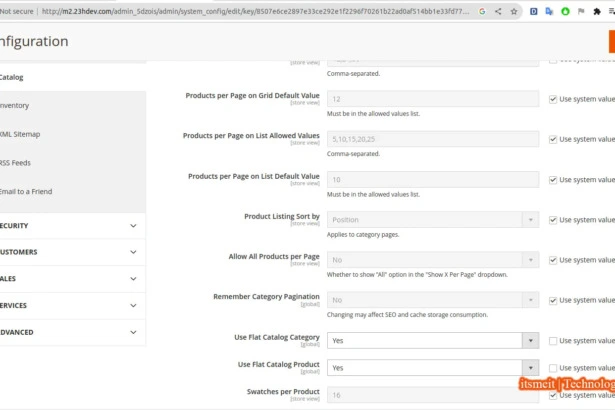 Not secure | http://m2.23hdev.com/admin_5dzois/admin/system_config/edit/key/
nfiguration
Catalog
[store view]
Comma-separated.
nventory
Products per Page on Grid Default Value
[store view]
12
Use system value
Must be in the allowed values list.
XML Sitemap
Products per Page on List Allowed Values
[store view]
5,10,15,20,25
Use system value
Comma-separated.
RSS Feeds
Products per Page on List Default Value
[store view]
10
Use system value
Must be in the allowed values list.
Email to a Friend
Product Listing Sort by
[store view]
Position
Use system value
Applies to category pages.
ECURITY
USTOMERS
Allow All Products per Page
[store view]
No
Use system value
Whether to show "All" option in the "Show X Per Page" dropdown.
ALES
Remember Category Pagination
[global]
No
Use system value
Changing may affect SEO and cache storage consumption.
ERVICES
DVANCED
Use Flat Catalog Category
[global]
Yes
Use system value
Use Flat Catalog Product
[global]
Yes
Use system value
itsmeit | Technolog
Swatches per Product
[store view]
16
Use system value